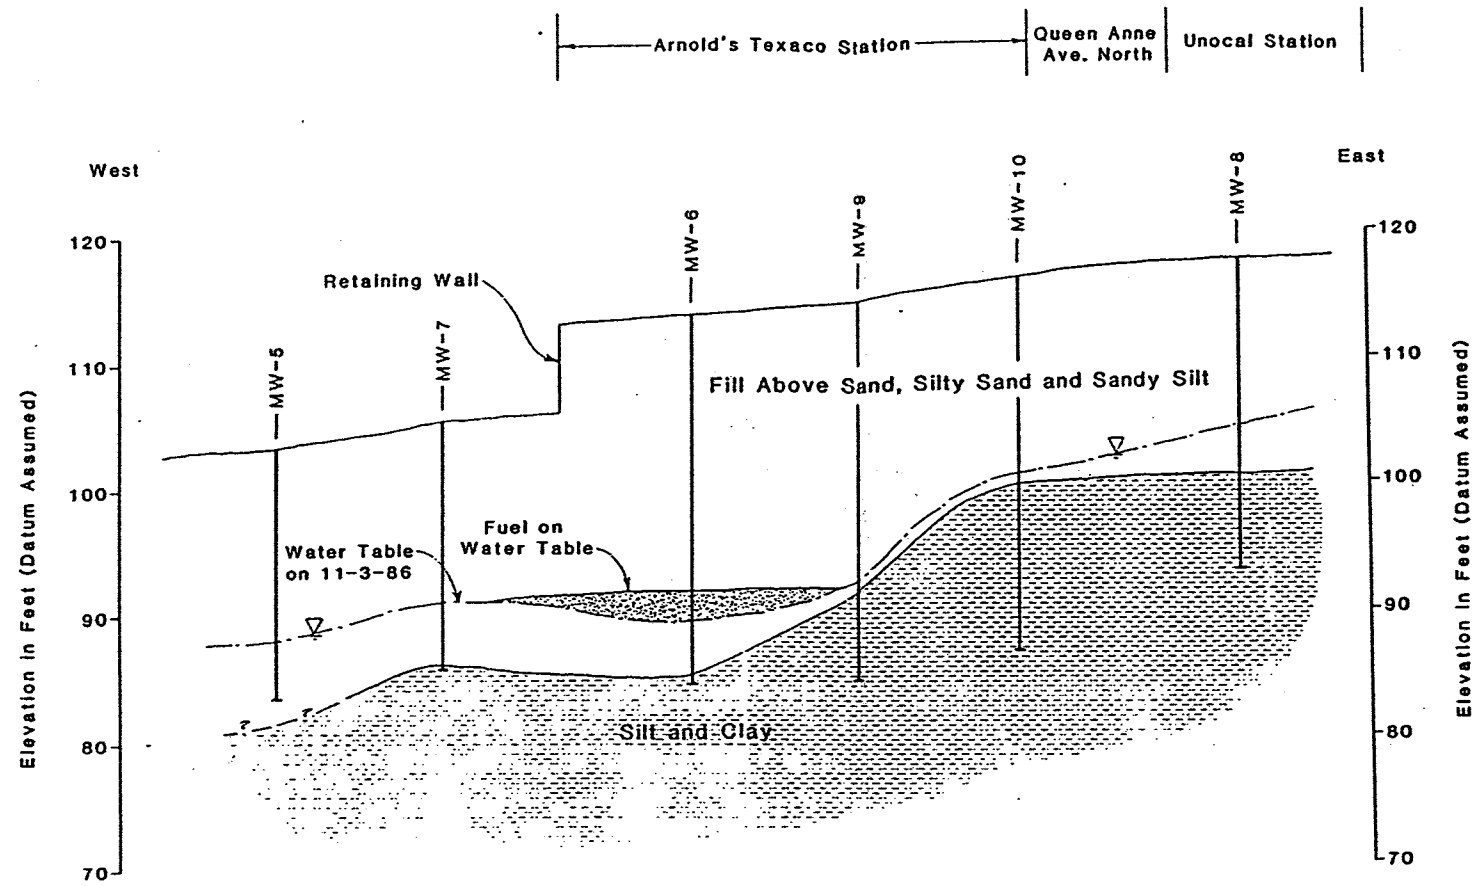 Arnold's Texaco Station
Queen Anne
Ave. North
Unocal Station
West
East
MW-5
MW-7
MW-6
MW-9
MW-10
MW-8
120
110
100
90
80
70
120
110
100
90
80
70
Elevation in Feet (Datum Assumed)
Elevation in Feet (Datum Assumed)
Retaining Wall
Fill Above Sand, Silty Sand and Sandy Silt
Fuel on
Water Table
Water Table
on 11-3-86
? ?
Silt and Clay